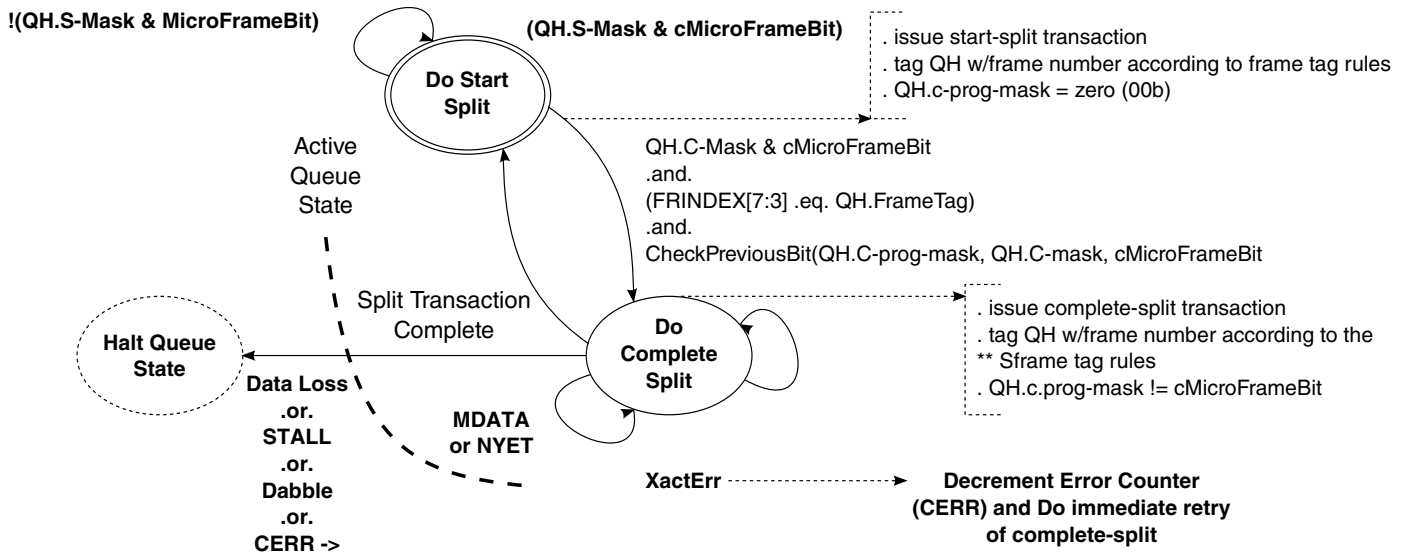 !(QH.S-Mask & MicroFrameBit)
(QH.S-Mask & cMicroFrameBit)
. issue start-split transaction
. tag QH w/frame number according to frame tag rules
. QH.c-prog-mask = zero (00b)
Do Start
Split
Active
Queue
State
QH.C-Mask & cMicroFrameBit
.and.
(FRINDEX[7:3] .eq. QH.FrameTag)
.and.
CheckPreviousBit(QH.C-prog-mask, QH.C-mask, cMicroFrameBit
Split Transaction
Complete
. issue complete-split transaction
. tag QH w/frame number according to the
** Sframe tag rules
. QH.c.prog-mask != cMicroFrameBit
Do
Complete
Split
Halt Queue
State
Data Loss
.or.
STALL
.or.
Dabble
.or.
CERR ->
MDATA
or NYET
XactErr
Decrement Error Counter
(CERR) and Do immediate retry
of complete-split